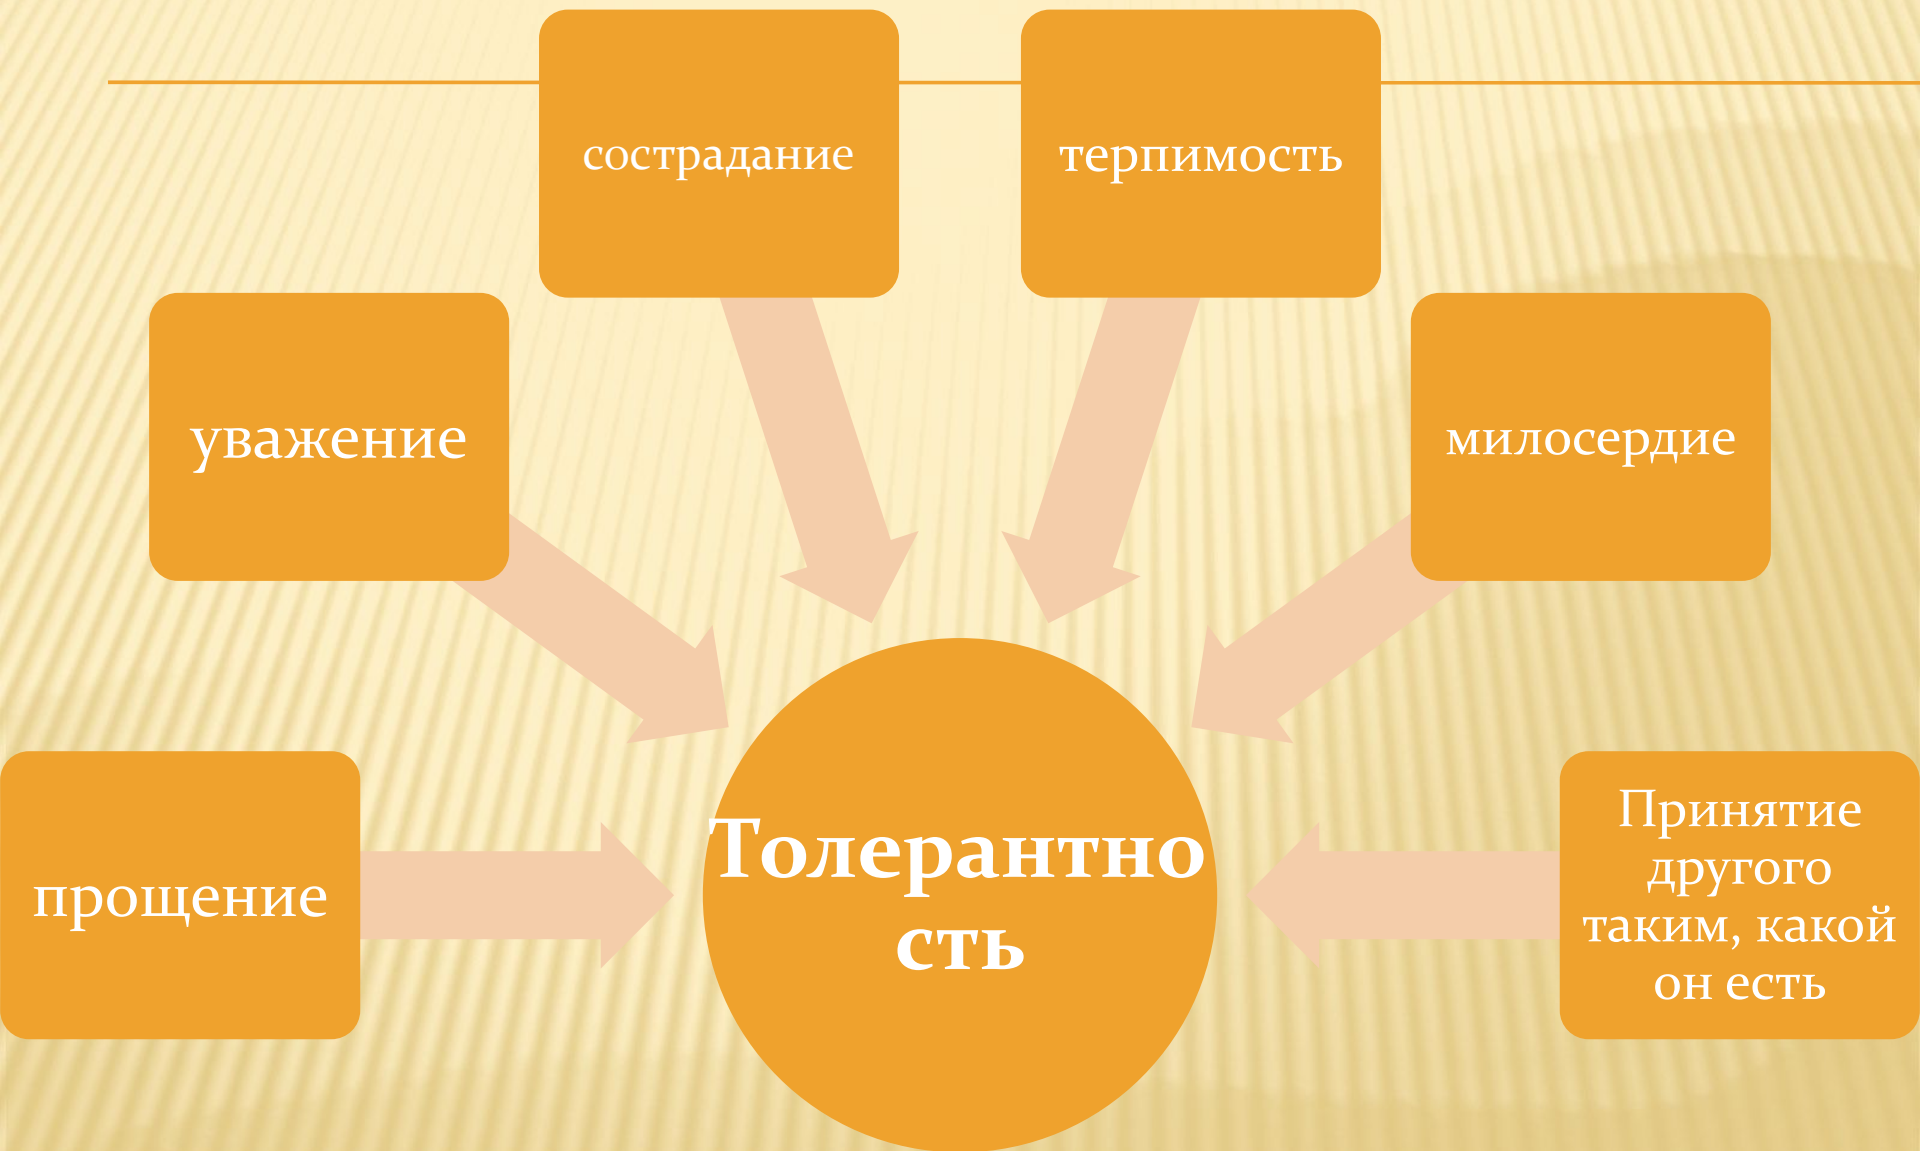 сострадание
терпимость
уважение
милосердие
прощение
Толерантно
сть
Принятие
другого
таким, какой
он есть